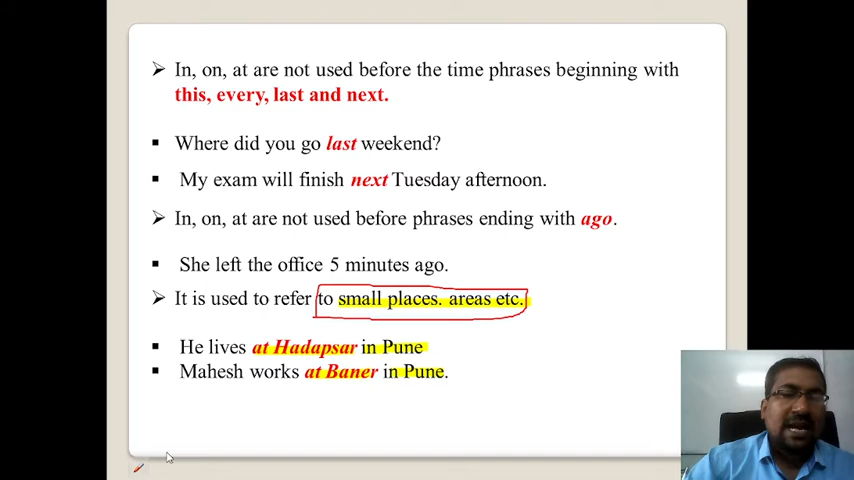 ➢ In, on, at are not used before the time phrases beginning with
this, every, last and next.
▪ Where did you go last weekend?
▪ My exam will finish next Tuesday afternoon.
➢ In, on, at are not used before phrases ending with ago.
▪ She left the office 5 minutes ago.
➢ It is used to refer to small places. areas etc.
▪ He lives at Hadapsar in Pune
▪ Mahesh works at Baner in Pune.